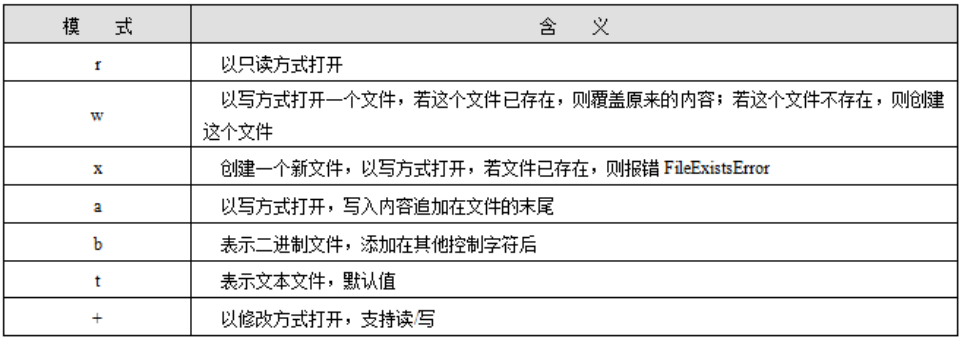 模 式 含 义
r 以只读方式打开
w 以写方式打开一个文件，若这个文件已存在，则覆盖原来的内容；若这个文件不存在，则创建
这个文件
x 创建一个新文件，以写方式打开，若文件已存在，则报错 FileExistsError
a 以写方式打开，写入内容追加在文件的末尾
b 表示二进制文件，添加在其他控制字符后
t 表示文本文件，默认值
+ 以修改方式打开，支持读/写